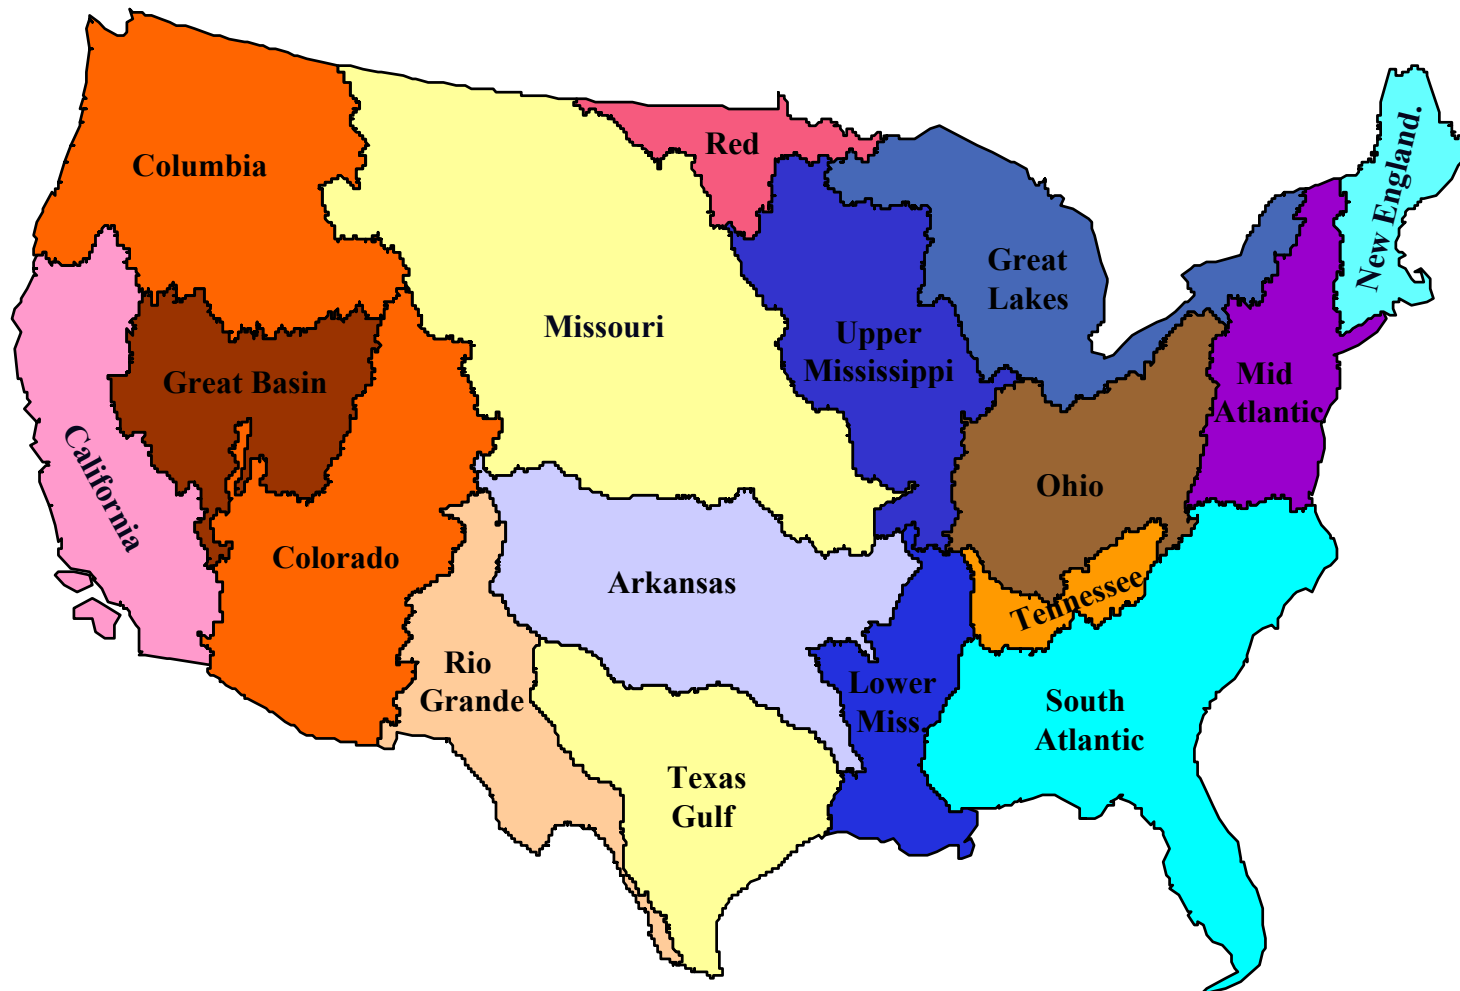 Columbia
Red
New England.
Great
Lakes
Missouri
Upper
Mississippi
Great Basin
Mid
Atlantic
California
Ohio
Colorado
Arkansas
Tennessee
Rio
Grande
Lower
Miss.
South
Atlantic
Texas
Gulf